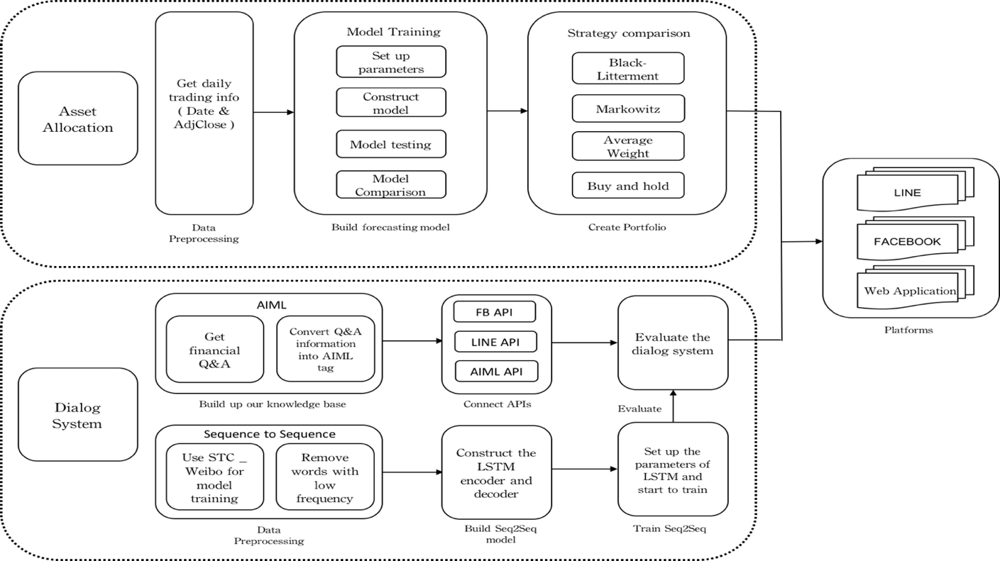 Asset
Allocation
Get daily
trading info
( Date &
AdjClose )
Data
Preprocessing
Model Training
Set up
parameters
Construct
model
Model testing
Model
Comparison
Build forecasting model
Strategy comparison
Black-
Litterment
Markowitz
Average
Weight
Buy and hold
Create Portfolio
LINE
FACEBOOK
Web Application
Platforms
Dialog
System
AIML
Get
financial
Q&A
Convert Q&A
information
into AIML
tag
Build up our knowledge base
FB API
LINE API
AIML API
Connect APIs
Evaluate the
dialog system
Evaluate
Sequence to Sequence
Use STC _
Weibo for
model
training
Remove
words with
low
frequency
Data
Preprocessing
Construct the
LSTM
encoder and
decoder
Build Seq2Seq
model
Set up the
parameters of
LSTM and
start to train
Train Seq2Seq